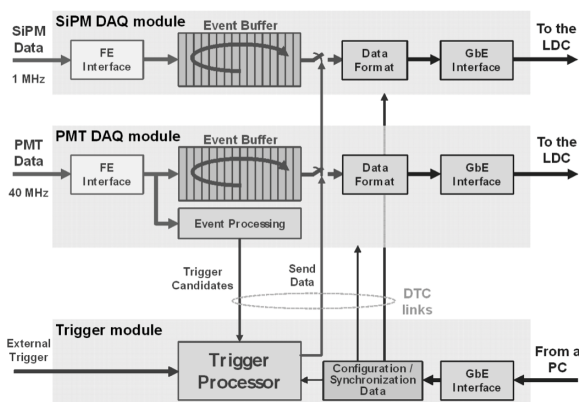 SiPM DAQ module
To the
LDC
SiPM
Data
1 MHz
FE
Interface
Event Buffer
Data
Format
GbE
Interface
PMT DAQ module
To the
LDC
PMT
Data
40 MHz
FE
Interface
Event Buffer
Data
Format
GbE
Interface
Event Processing
Trigger
Candidates
Send
Data
DTC
links
Trigger module
External
Trigger
Trigger
Processor
Configuration /
Synchronization
Data
GbE
Interface
From a
PC